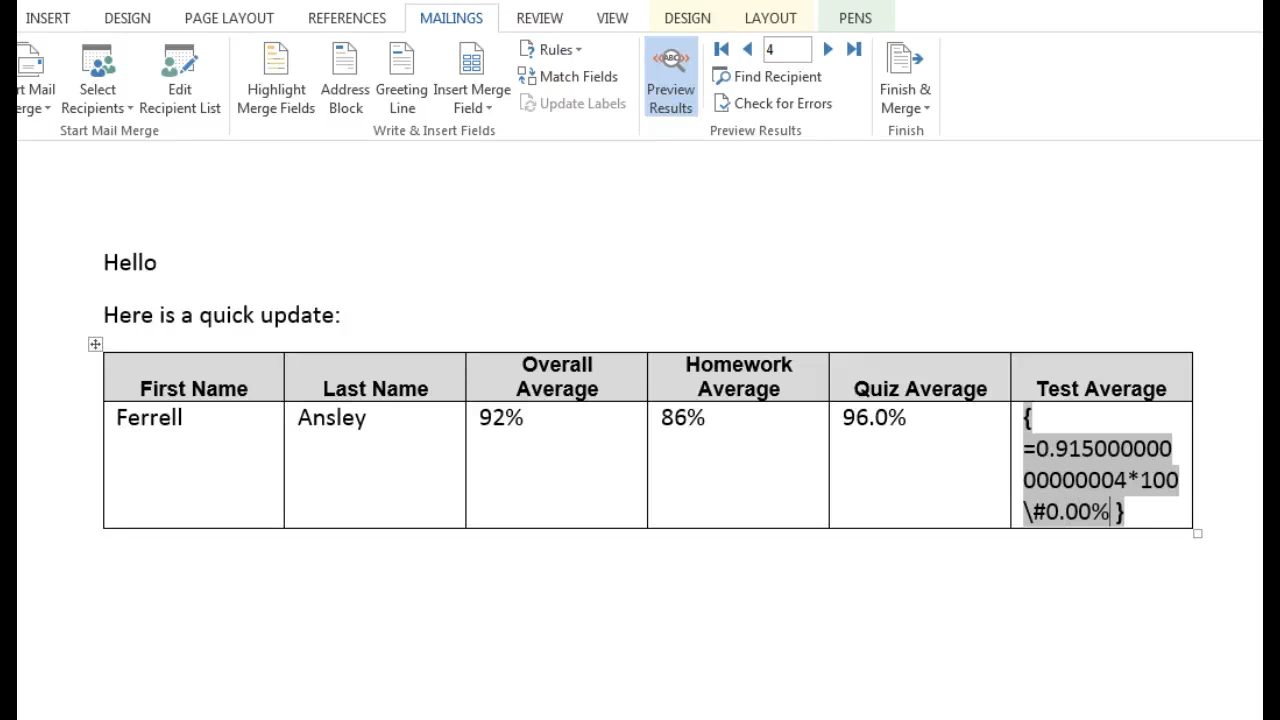 INSERT DESIGN PAGE LAYOUT REFERENCES MAILINGS REVIEW VIEW DESIGN LAYOUT PENS
rt Mail
erge
Select
Recipients
Edit
Recipient List
Start Mail Merge
Highlight
Merge Fields
Address
Block
Greeting
Line
Insert Merge
Field
Rules
Match Fields
Update Labels
Write & Insert Fields
ABC
Preview
Results
4
Find Recipient
Check for Errors
Preview Results
Finish &
Merge
Finish
Hello
Here is a quick update:
First Name
Last Name
Overall
Average
Homework
Average
Quiz Average
Test Average
Ferrell
Ansley
92%
86%
96.0%
{
=0.915000000
00000004*100
\#0.00% }